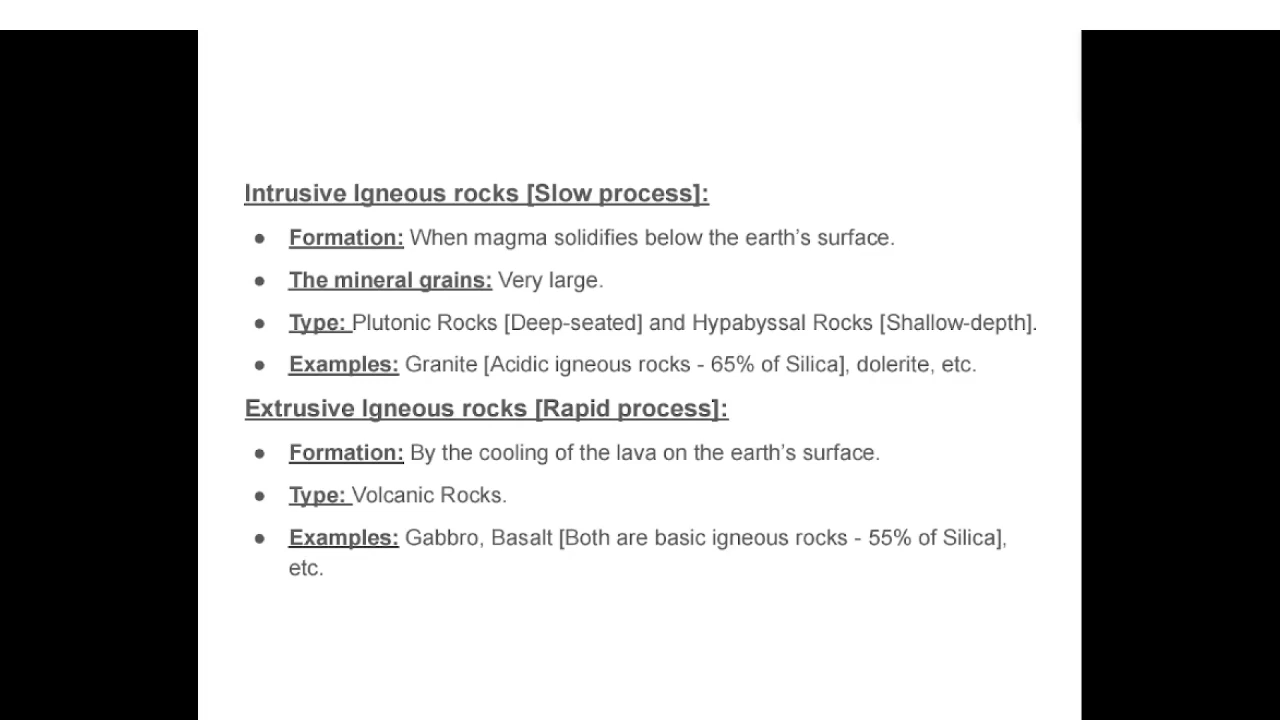 Intrusive Igneous rocks [Slow process]:
● Formation: When magma solidifies below the earth's surface.
● The mineral grains: Very large.
● Type: Plutonic Rocks [Deep-seated] and Hypabyssal Rocks [Shallow-depth].
● Examples: Granite [Acidic igneous rocks - 65% of Silica], dolerite, etc.
Extrusive Igneous rocks [Rapid process]:
● Formation: By the cooling of the lava on the earth's surface.
● Type: Volcanic Rocks.
● Examples: Gabbro, Basalt [Both are basic igneous rocks - 55% of Silica],
etc.